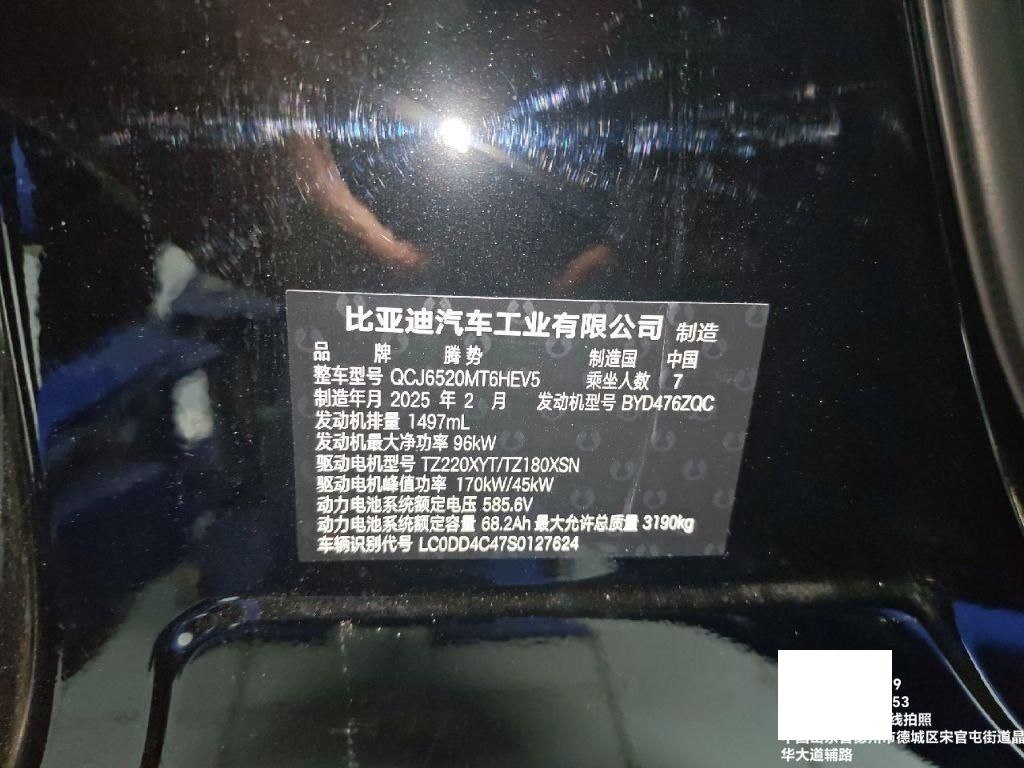 比亚迪汽车工业有限公司 制造
品 牌 腾势 制造国 中国
整车型号 QCJ6520MT6HEV5 乘坐人数 7
制造年月 2025 年 2 月 发动机型号 BYD476ZQC
发动机排量 1497mL
发动机最大净功率 96kW
驱动电机型号 TZ220XYT/TZ180XSN
驱动电机峰值功率 170kW/45kW
动力电池系统额定电压 585.6V
动力电池系统额定容量 68.2Ah 最大允许总质量 3190kg
车辆识别代号 LC0DD4C47S0127624
9
53
线拍照
市德城区宋官屯街道晶
华大道辅路